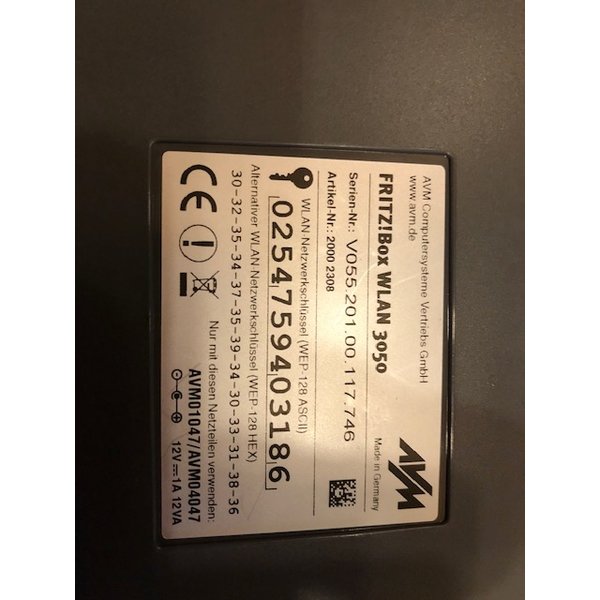 AVM Computersysteme Vertriebs GmbH
www.avm.de
AVM
Made in Germany
FRITZ!Box WLAN 3050
Serien-Nr.: V055.201.00.117.746
Artikel-Nr.: 2000 2308
WLAN-Netzwerkschlüssel (WEP-128 ASCII)
0254759403186
Alternativer WLAN-Netzwerkschlüssel (WEP-128 HEX)
30-32-35-34-37-35-39-34-30-33-31-38-36
CE
Nur mit diesen Netzteilen verwenden:
AVM01047/AVM04047
12V 1A 12VA